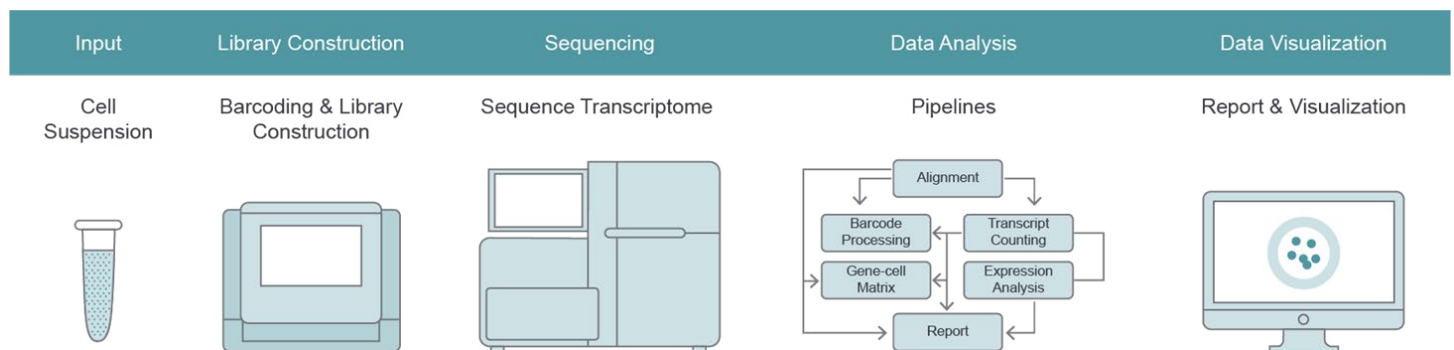 Input
Library Construction
Sequencing
Data Analysis
Data Visualization
Cell
Suspension
Barcoding & Library
Construction
Sequence Transcriptome
Pipelines
Report & Visualization
Alignment
Barcode
Processing
Transcript
Counting
Gene-cell
Matrix
Expression
Analysis
Report